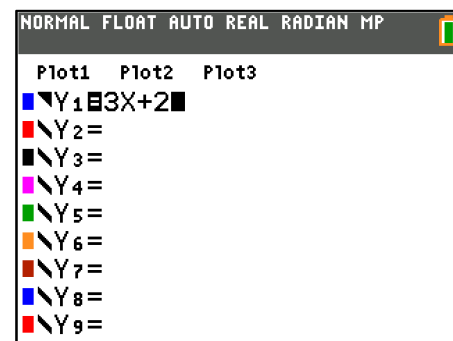 NORMAL FLOAT AUTO REAL RADIAN MP
Plot1 Plot2 Plot3
Y1=3X+2
Y2=
Y3=
Y4=
Y5=
Y6=
Y7=
Y8=
Y9=